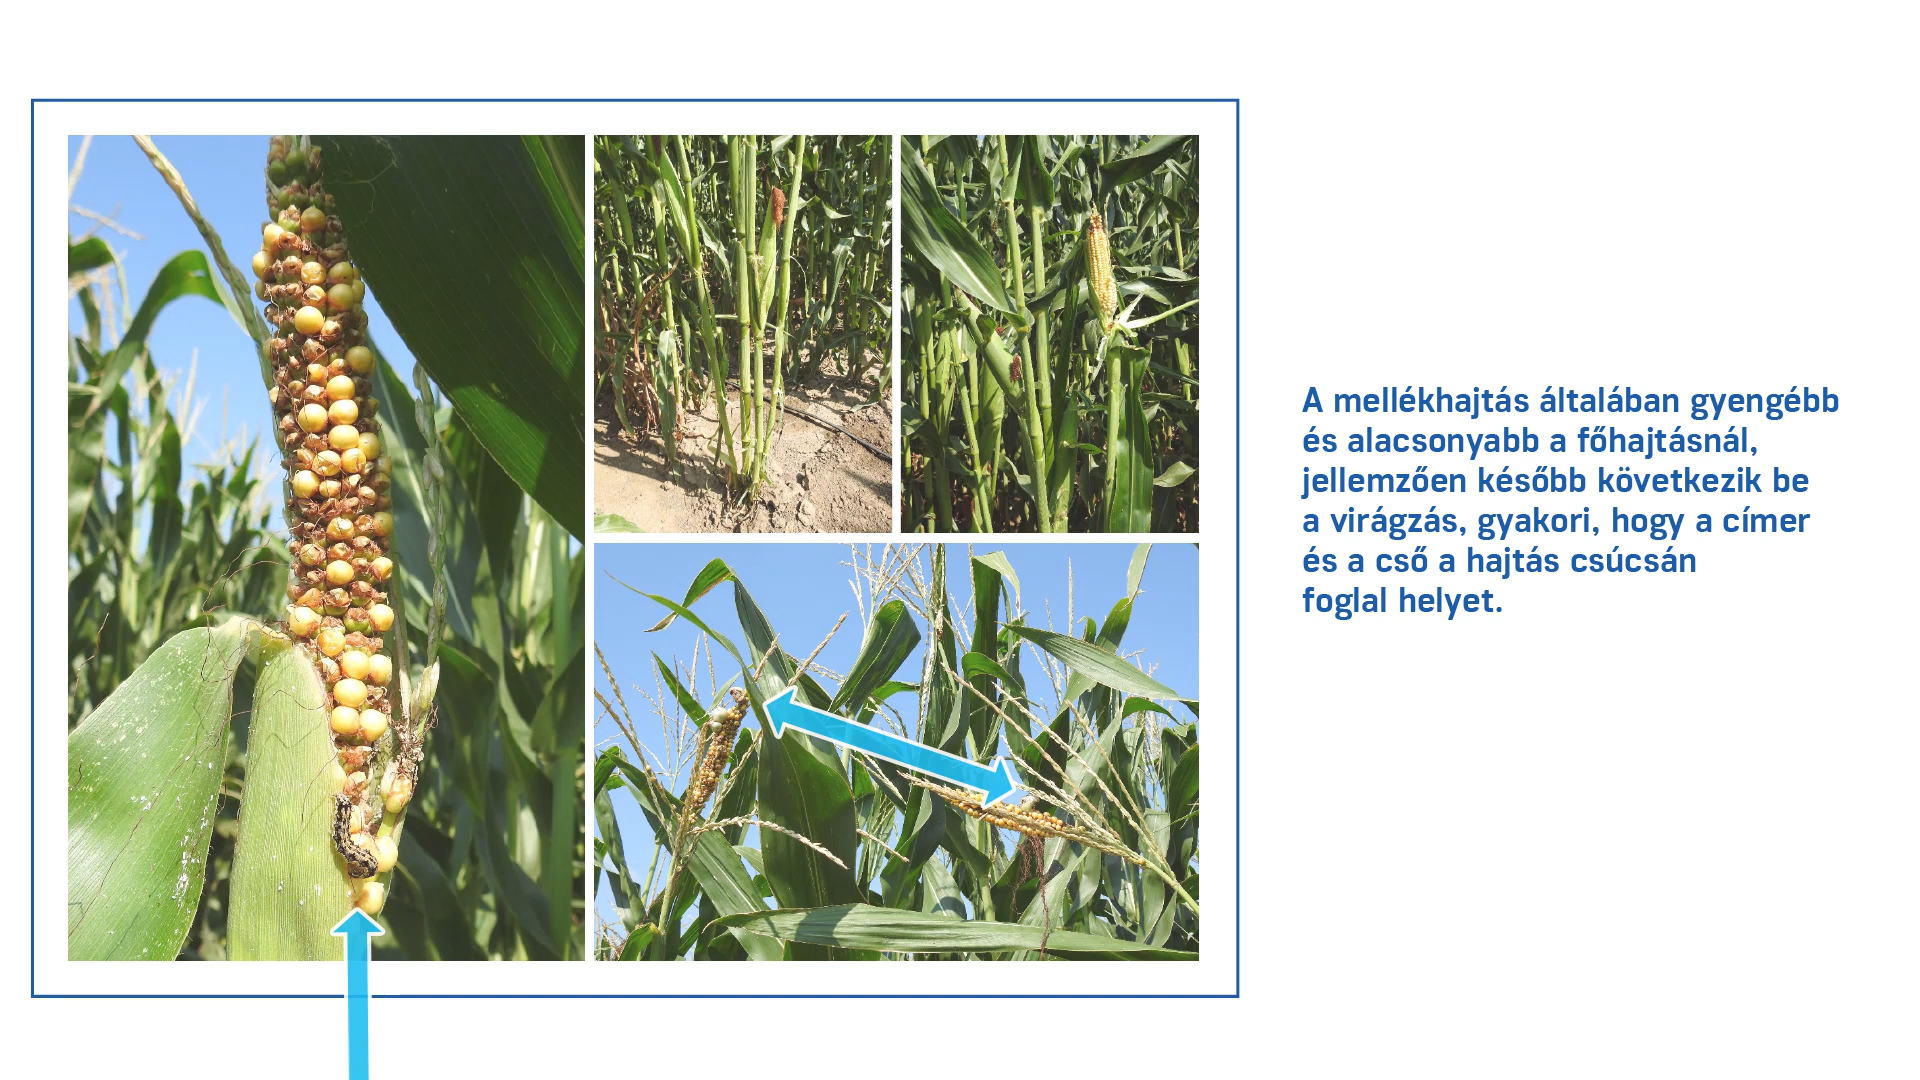 A mellékhajtás általában gyengébb
és alacsonyabb a főhajtásnál,
jellemzően később következik be
a virágzás, gyakori, hogy a címer
és a cső a hajtás csúcsán
foglal helyet.